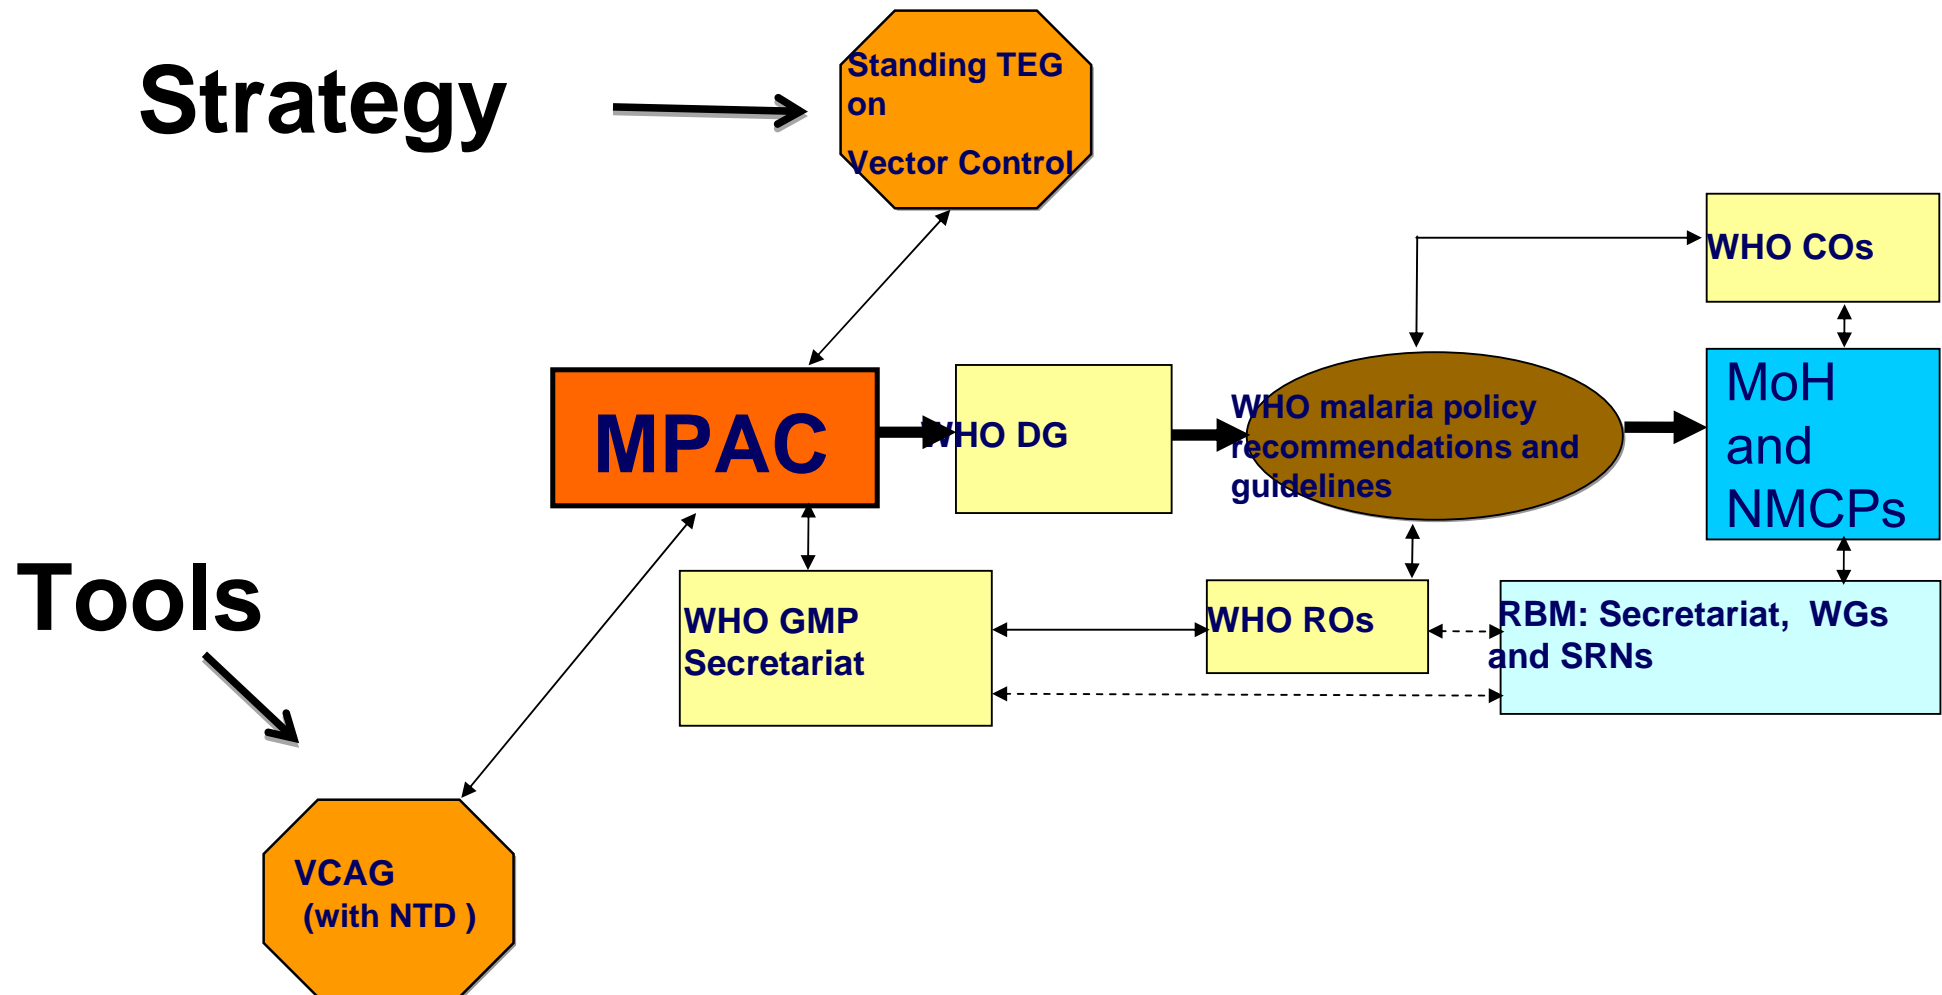 Strategy
Standing TEG
on
Vector Control
WHO COs
MPAC
WHO DG
WHO malaria policy
recommendations and
guidelines
MoH
and
NMCPs
Tools
WHO GMP
Secretariat
WHO ROs
RBM: Secretariat, WGs
and SRNs
VCAG
(with NTD )